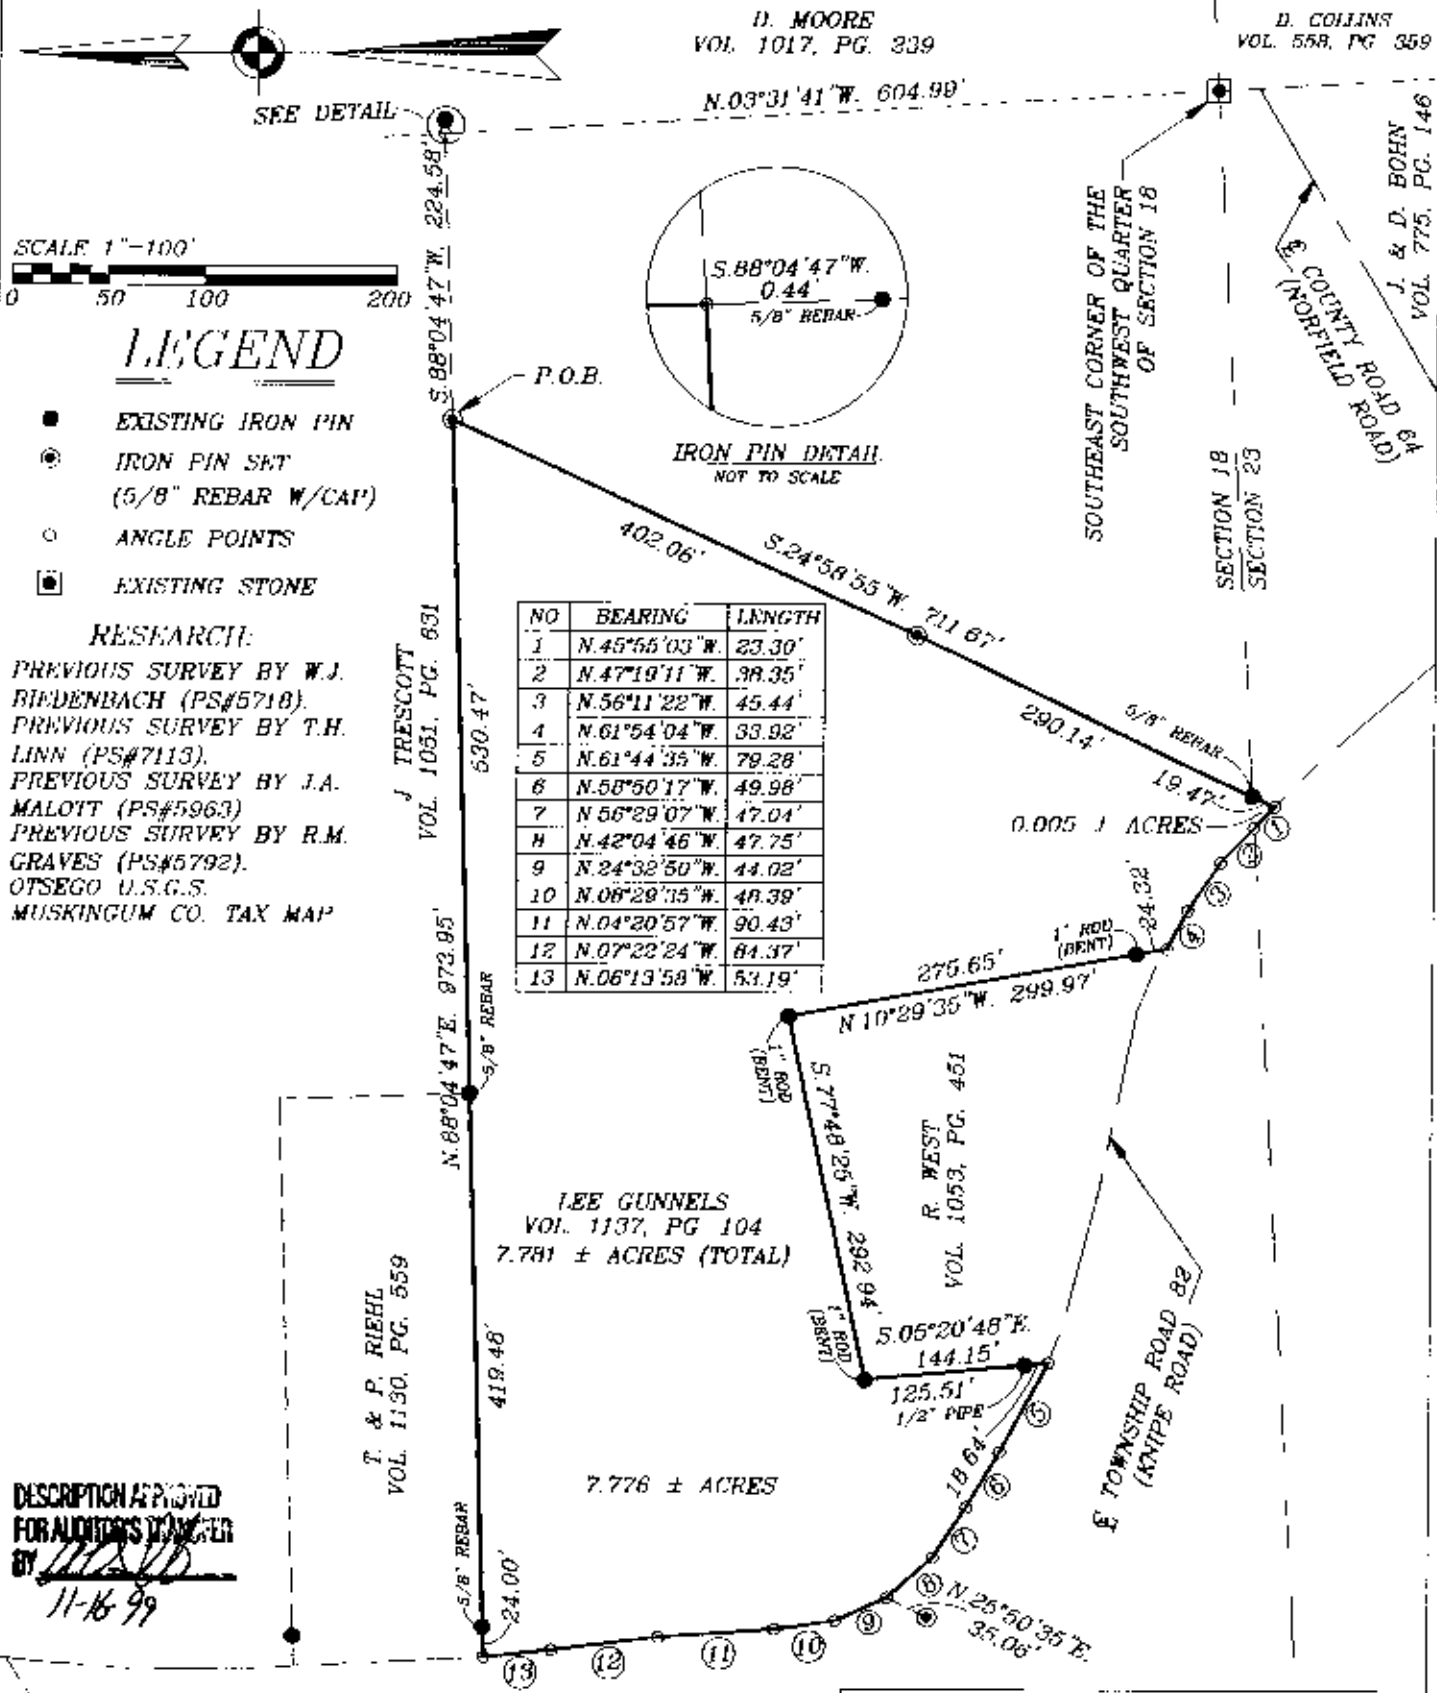 D. MOORE
VOL. 1017, PG. 239
D. COLLINS
VOL. 558, PG 359
N.03°31'41"W. 604.99'
SEE DETAIL
S.88°04'47"W. 224.58'
J. & D. BOHN
VOL. 775, PG. 146
SCALE 1"=100'
0 50 100 200
S.88°04'47"W.
0.44'
5/8" REBAR
IRON PIN DETAIL
NOT TO SCALE
SOUTHEAST CORNER OF THE
SOUTHWEST QUARTER
OF SECTION 18
℄ COUNTY ROAD 64
(NORFIELD ROAD)
SECTION 18
SECTION 23
LEGEND
EXISTING IRON PIN
IRON PIN SET
(5/8" REBAR W/CAP)
ANGLE POINTS
EXISTING STONE
P.O.B.
RESEARCH:
PREVIOUS SURVEY BY W.J.
BIEDENBACH (PS#5718).
PREVIOUS SURVEY BY T.H.
LINN (PS#7113).
PREVIOUS SURVEY BY J.A.
MALOTT (PS#5963)
PREVIOUS SURVEY BY R.M.
GRAVES (PS#5792).
OTSEGO U.S.G.S.
MUSKINGUM CO. TAX MAP
402.06'
S.24°58'55"W. 711.67'
290.14'
5/8" REBAR
19.47'
0.005 ± ACRES
J TRESCOTT
VOL. 1051, PG. 631
530.47'
N.88°04'47"E. 973.95'
5/8" REBAR
NO BEARING LENGTH
1 N.45°55'03"W. 23.30'
2 N.47°19'11"W. 38.35'
3 N.56°11'22"W. 45.44'
4 N.61°54'04"W. 33.92'
5 N.61°44'35"W. 79.28'
6 N.58°50'17"W. 49.98'
7 N 56°29'07"W. 47.04'
8 N.42°04'46"W. 47.75'
9 N.24°32'50"W. 44.02'
10 N.08°29'35"W. 48.39'
11 N.04°20'57"W. 90.43'
12 N.07°22'24"W. 84.37'
13 N.06°13'58"W. 53.19'
1
2
3
4
24.32'
1" ROD
(BENT)
275.65'
N 10°29'35"W. 299.97'
1" ROD
(BENT)
S.77°48'25"W. 292.94'
R. WEST
VOL. 1053, PG. 451
LEE GUNNELS
VOL. 1137, PG 104
7.781 ± ACRES (TOTAL)
1" ROD
(BENT)
S.05°20'48"E.
144.15'
125.51'
1/2" PIPE
18.64'
℄ TOWNSHIP ROAD 82
(KNIPE ROAD)
T. & P. RIEHL
VOL. 1130, PG. 559
419.48'
7.776 ± ACRES
5/8" REBAR
24.00'
5
6
7
8
9
10
11
12
13
N.25°50'35"E.
35.06'
DESCRIPTION APPROVED
FOR AUDITOR'S TRANSFER
BY
11-16-99